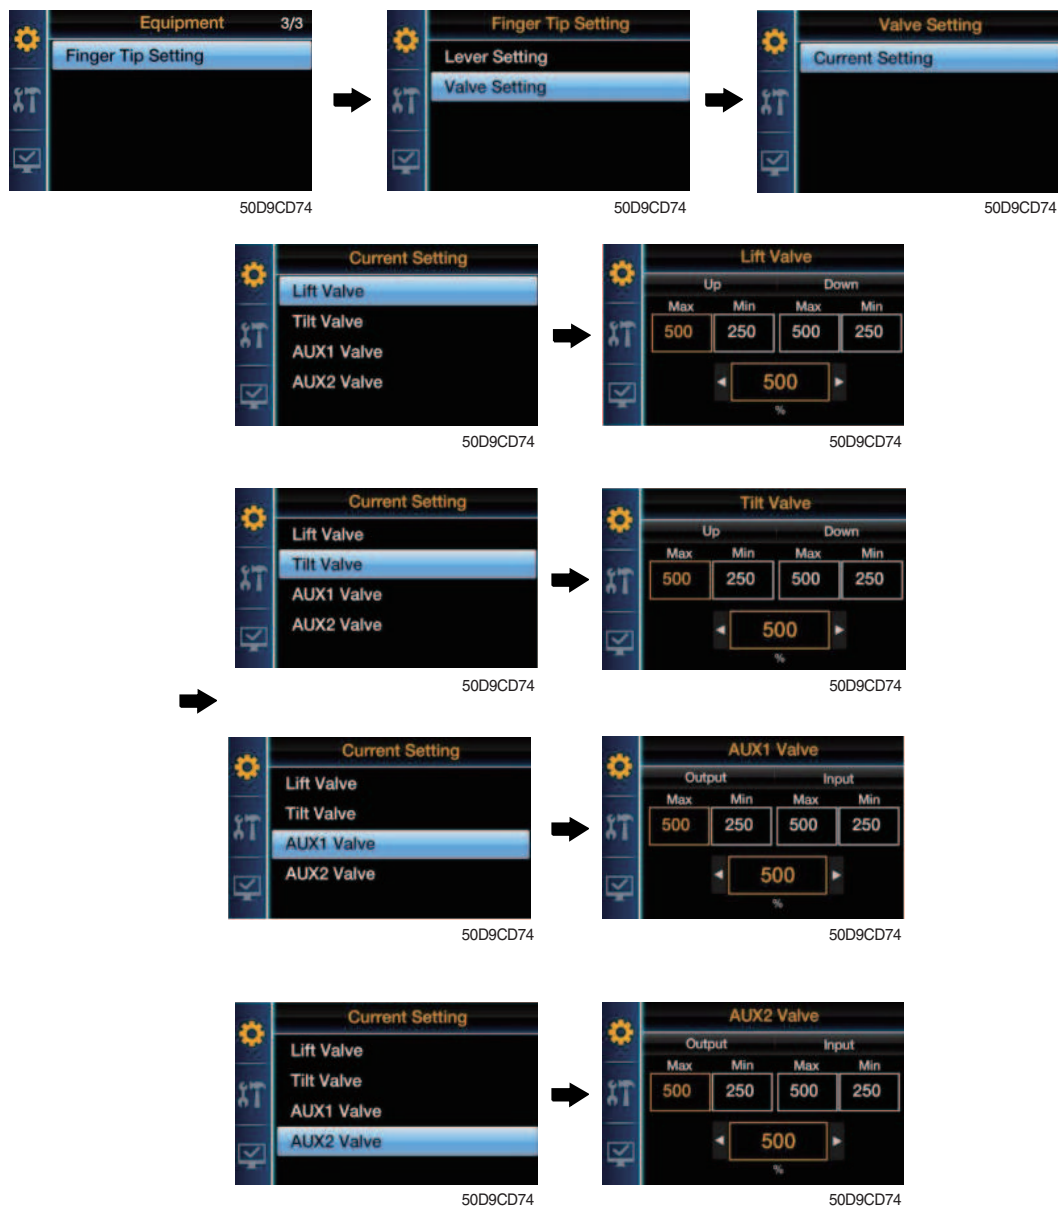 Equipment 3/3
Finger Tip Setting
50D9CD74
Finger Tip Setting
Lever Setting
Valve Setting
50D9CD74
Valve Setting
Current Setting
50D9CD74
Current Setting
Lift Valve
Tilt Valve
AUX1 Valve
AUX2 Valve
50D9CD74
Lift Valve
Up Down
Max Min Max Min
500 250 500 250
500
%
50D9CD74
Current Setting
Lift Valve
Tilt Valve
AUX1 Valve
AUX2 Valve
50D9CD74
Tilt Valve
Up Down
Max Min Max Min
500 250 500 250
500
%
50D9CD74
Current Setting
Lift Valve
Tilt Valve
AUX1 Valve
AUX2 Valve
50D9CD74
AUX1 Valve
Output Input
Max Min Max Min
500 250 500 250
500
%
50D9CD74
Current Setting
Lift Valve
Tilt Valve
AUX1 Valve
AUX2 Valve
50D9CD74
AUX2 Valve
Output Input
Max Min Max Min
500 250 500 250
500
%
50D9CD74